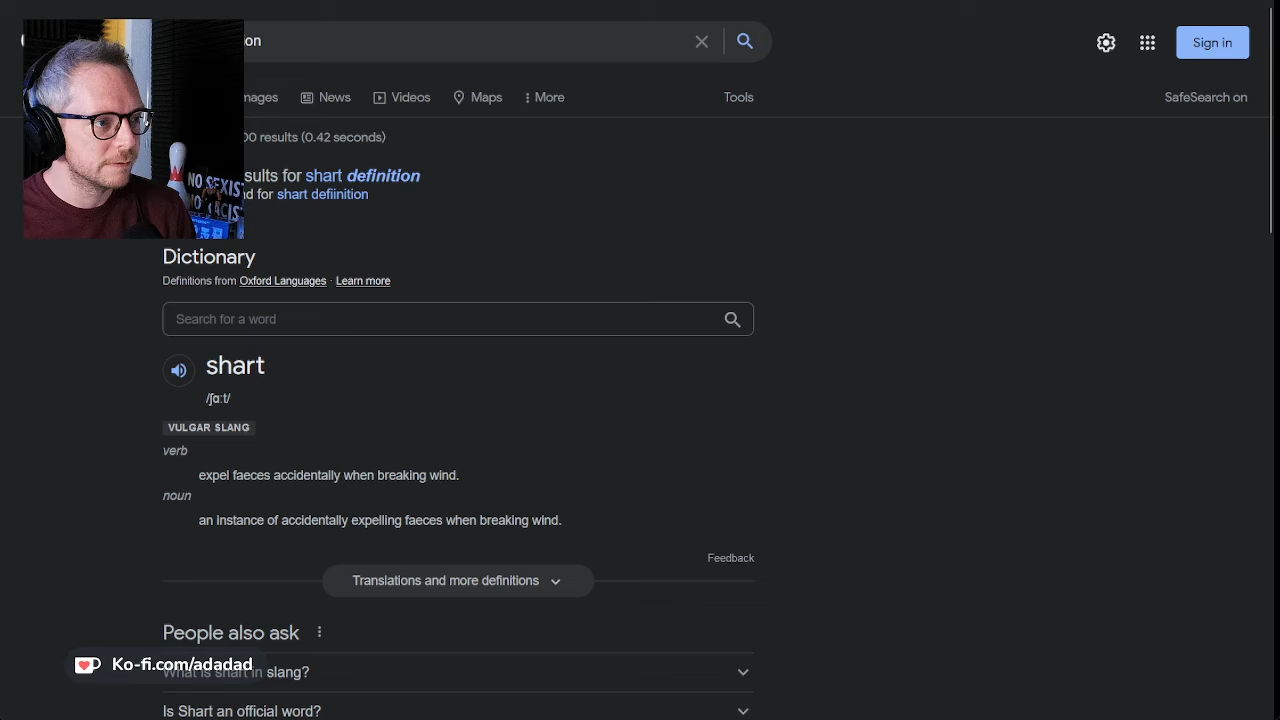 on
Sign in
mages
News
Videos
Maps
More
Tools
SafeSearch on
00 results (0.42 seconds)
sults for shart definition
d for shart defiinition
NO SEXIS
NO RACIS
Dictionary
Definitions from Oxford Languages · Learn more
Search for a word
shart
/ʃɑːt/
VULGAR SLANG
verb
expel faeces accidentally when breaking wind.
noun
an instance of accidentally expelling faeces when breaking wind.
Feedback
Translations and more definitions
People also ask
Ko-fi.com/adadad
What is shart in slang?
Is Shart an official word?